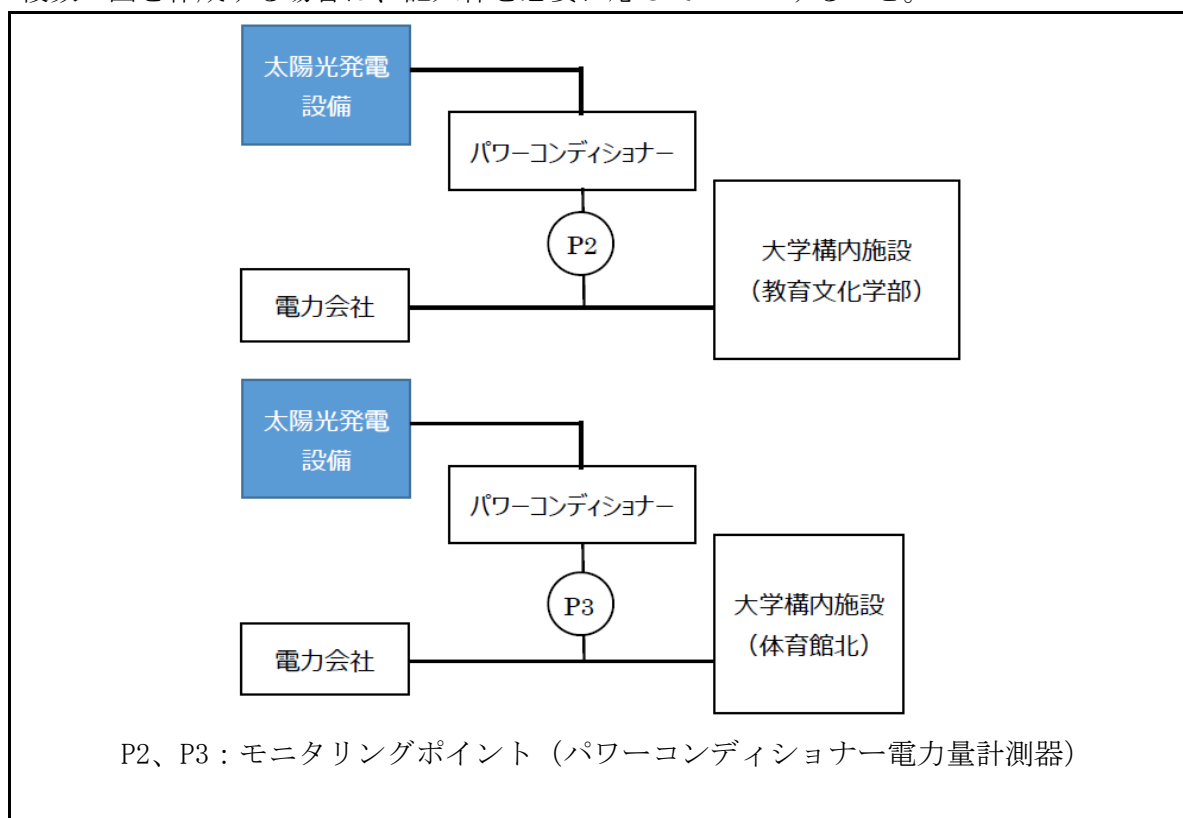 太陽光発電
設備
パワーコンディショナー
P2
大学構内施設
（教育文化学部）
電力会社
太陽光発電
設備
パワーコンディショナー
P3
大学構内施設
（体育館北）
電力会社
P2、P3：モニタリングポイント（パワーコンディショナー電力量計測器）